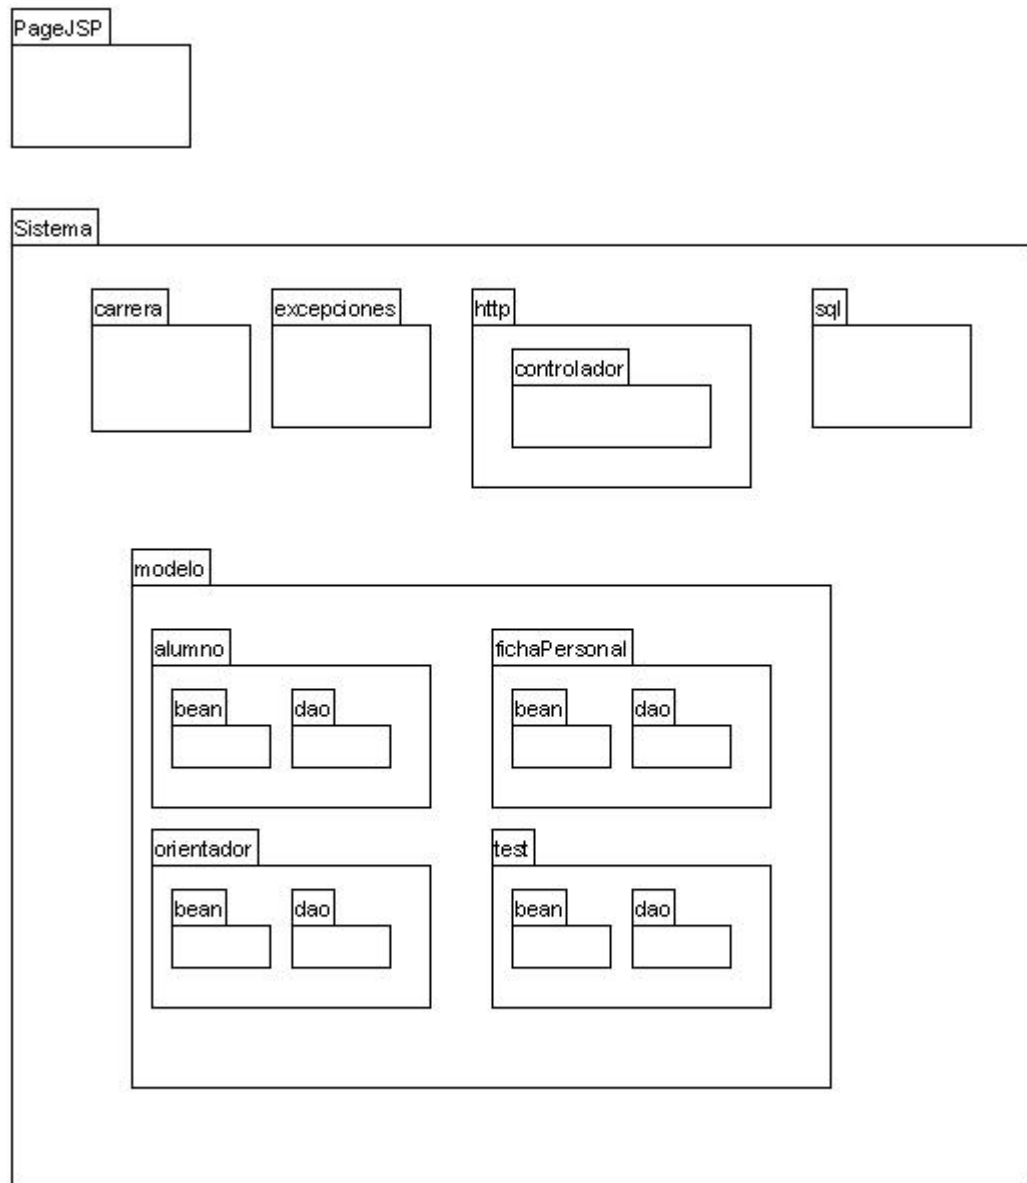 PageJSP
Sistema
carrera
excepciones
http
sql
controlador
modelo
alumno
fichaPersonal
bean
dao
bean
dao
orientador
test
bean
dao
bean
dao